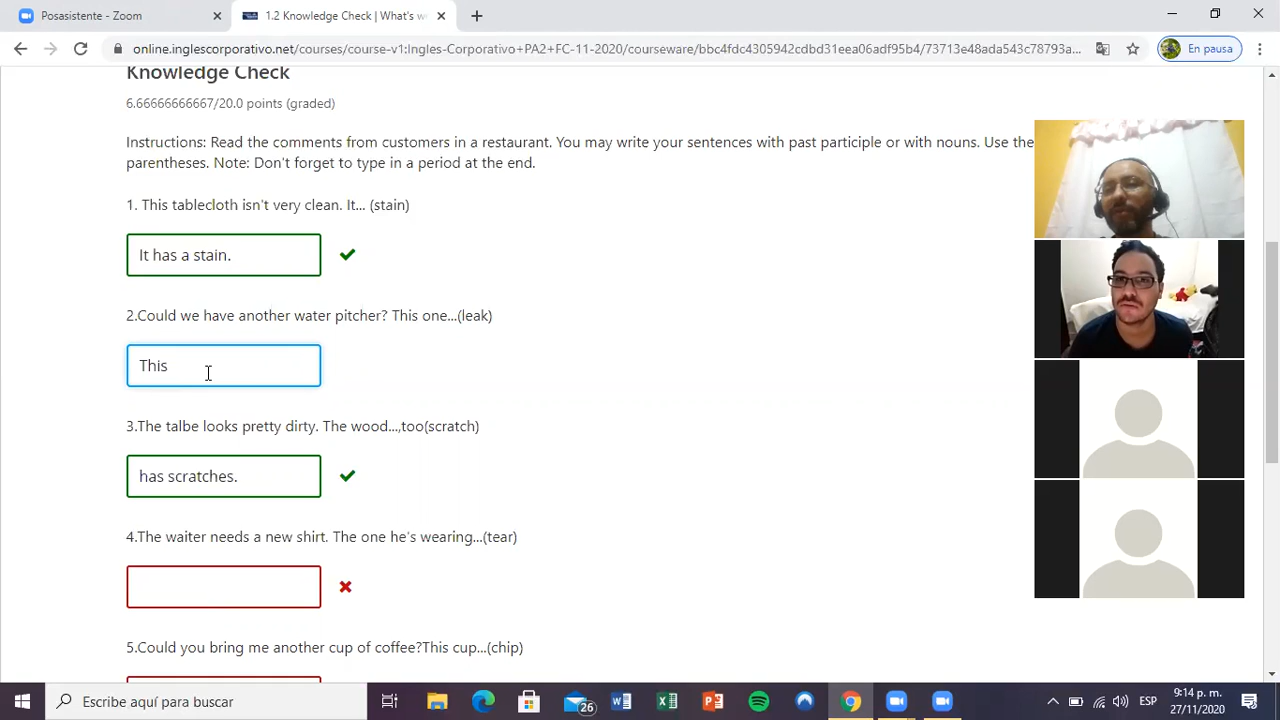 Posasistente - Zoom
1.2 Knowledge Check | What's w
online.inglescorporativo.net/courses/course-v1:Ingles-Corporativo+PA2+FC-11-2020/courseware/bbc4fdc4305942cdbd31eea06adf95b4/73713e48ada543c78793a...
En pausa
Knowledge Check
6.66666666667/20.0 points (graded)
Instructions: Read the comments from customers in a restaurant. You may write your sentences with past participle or with nouns. Use the
parentheses. Note: Don't forget to type in a period at the end.
1. This tablecloth isn't very clean. It... (stain)
It has a stain.
2.Could we have another water pitcher? This one...(leak)
This
3.The talbe looks pretty dirty. The wood...,too(scratch)
has scratches.
4.The waiter needs a new shirt. The one he's wearing...(tear)
5.Could you bring me another cup of coffee?This cup...(chip)
Escribe aquí para buscar
26
ESP
9:14 p. m.
27/11/2020